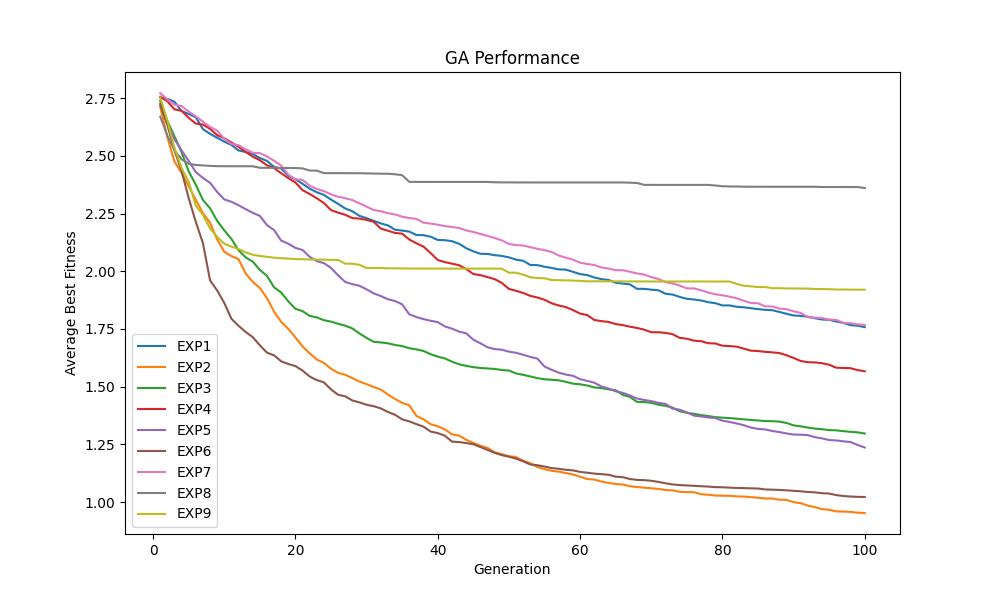 GA Performance
Average Best Fitness
2.75
2.50
2.25
2.00
1.75
1.50
1.25
1.00
EXP1
EXP2
EXP3
EXP4
EXP5
EXP6
EXP7
EXP8
EXP9
0 20 40 60 80 100
Generation